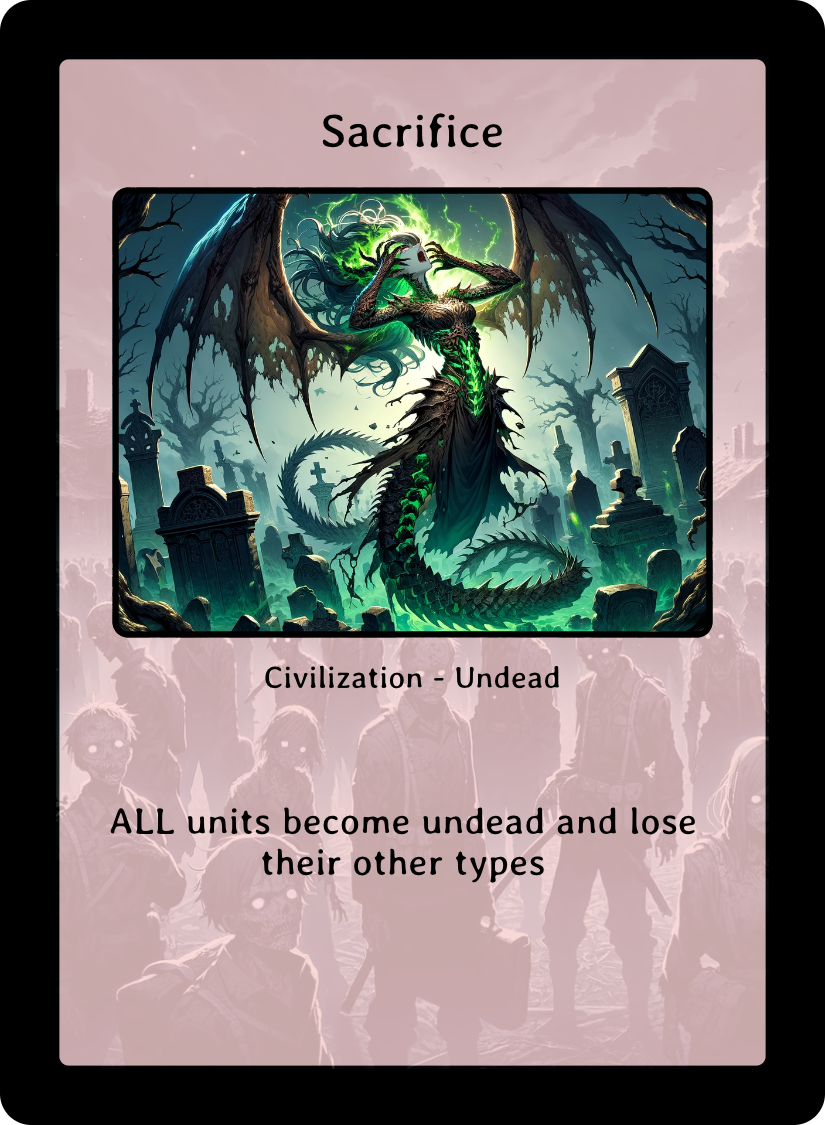 Sacrifice
Civilization - Undead
ALL units become undead and lose
their other types